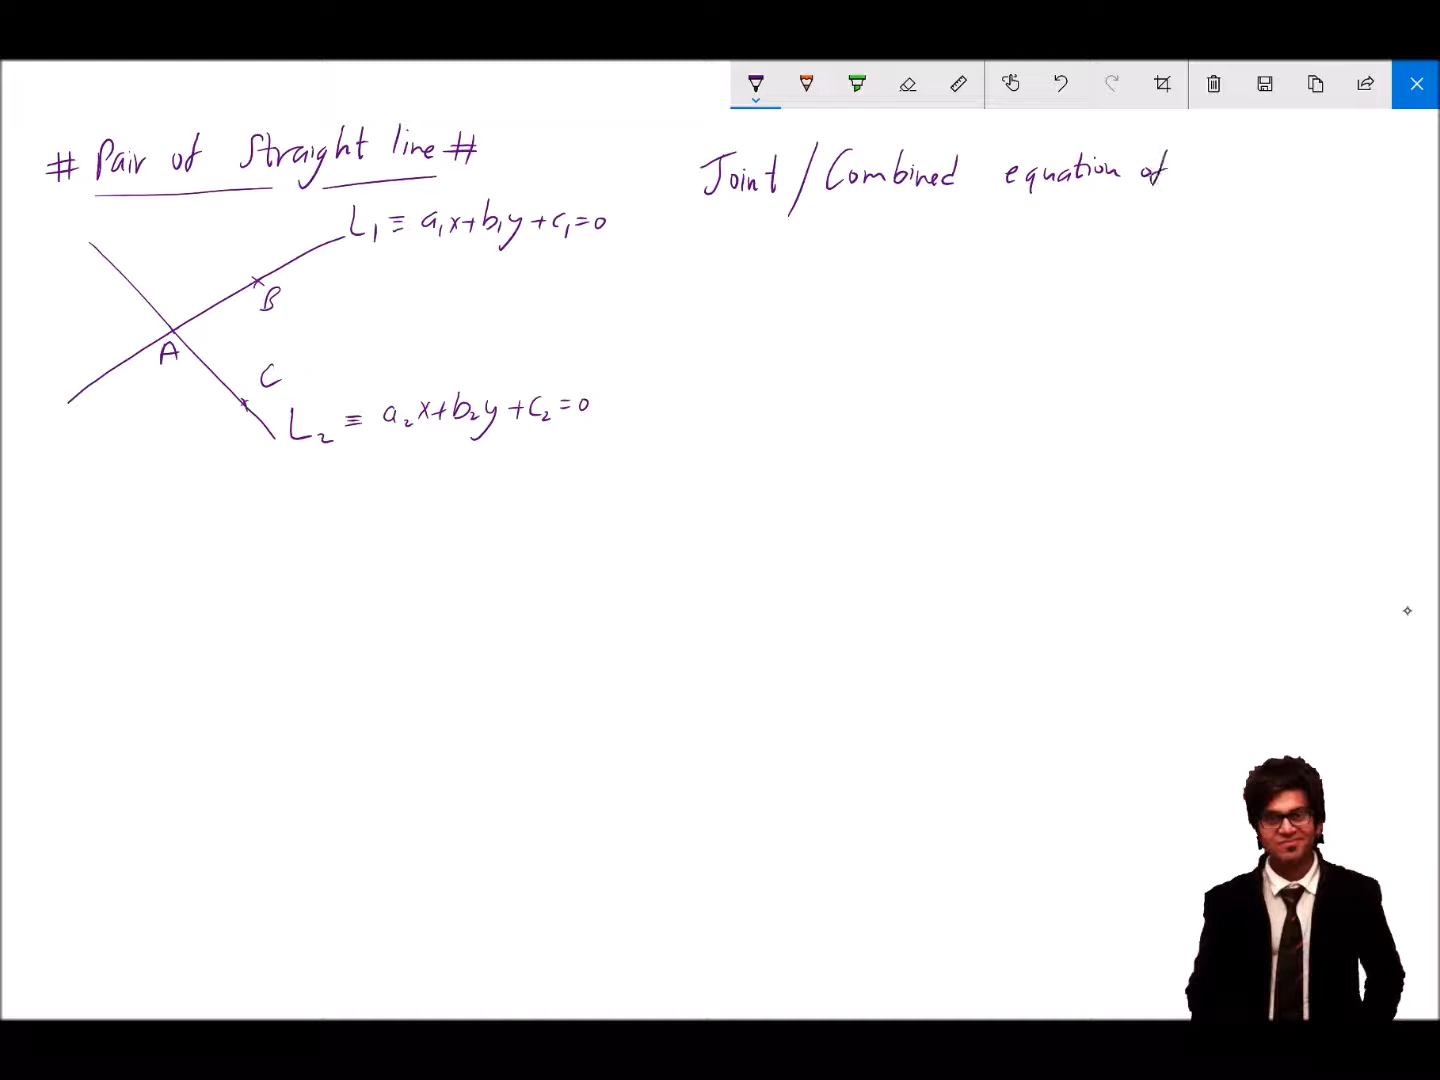 # Pair of Straight line #
L₁ ≡ a₁x+b₁y+c₁=0
B
A
C
L₂ ≡ a₂x+b₂y+c₂=0
Joint / Combined equation of